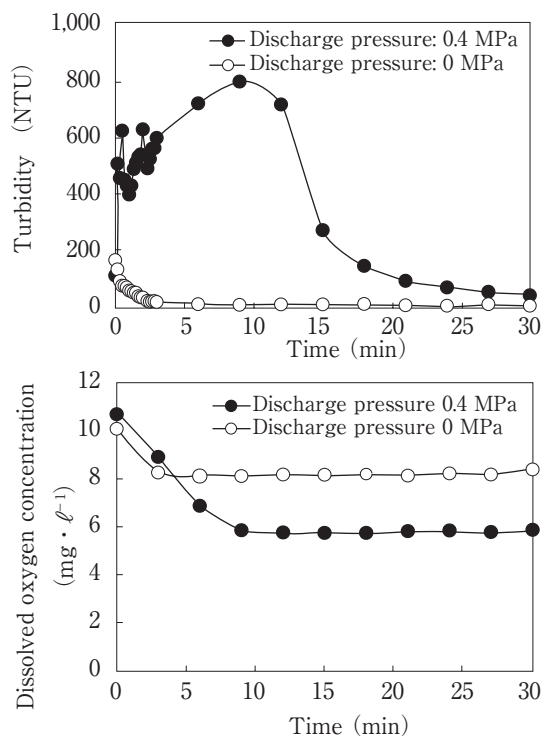 1,000
800
600
400
200
0
Turbidity (NTU)
Discharge pressure: 0.4 MPa
Discharge pressure: 0 MPa
0 5 10 15 20 25 30
Time (min)
12
10
8
6
4
2
0
Dissolved oxygen concentration
(mg・ℓ⁻¹)
Discharge pressure 0.4 MPa
Discharge pressure 0 MPa
0 5 10 15 20 25 30
Time (min)